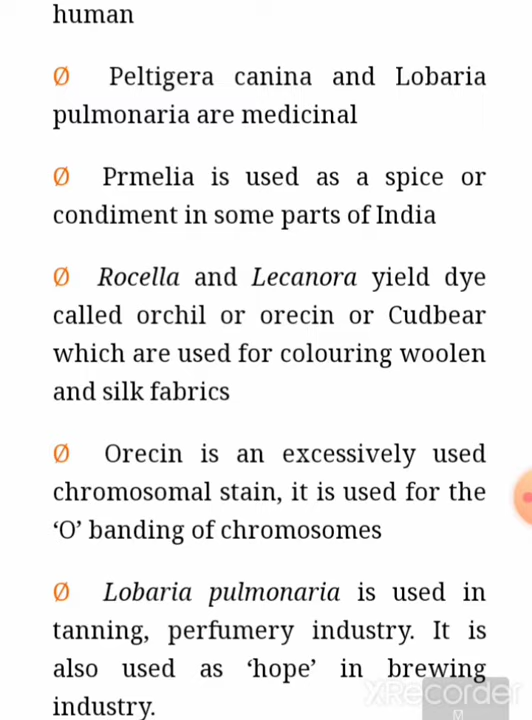 human
Ø Peltigera canina and Lobaria
pulmonaria are medicinal
Ø Prmelia is used as a spice or
condiment in some parts of India
Ø Rocella and Lecanora yield dye
called orchil or orecin or Cudbear
which are used for colouring woolen
and silk fabrics
Ø Orecin is an excessively used
chromosomal stain, it is used for the
‘O’ banding of chromosomes
Ø Lobaria pulmonaria is used in
tanning, perfumery industry. It is
also used as ‘hope’ in brewing
industry.
XRecorder